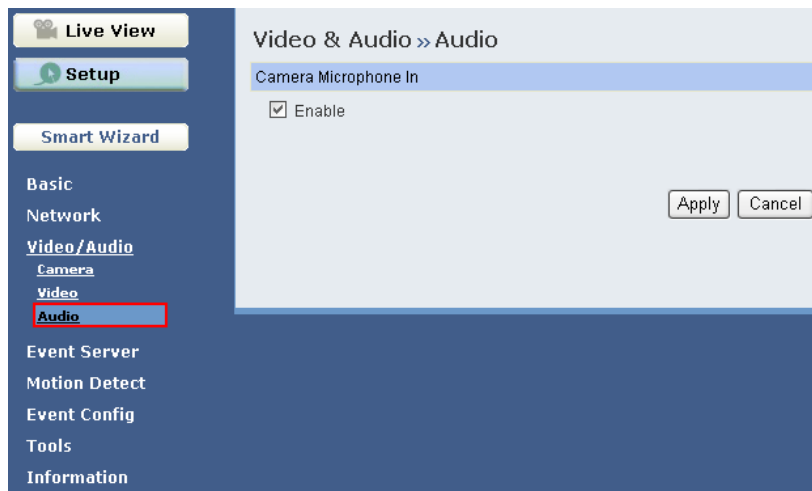 Live View
Setup
Smart Wizard
Basic
Network
Video/Audio
Camera
Video
Audio
Event Server
Motion Detect
Event Config
Tools
Information
Video & Audio » Audio
Camera Microphone In
Enable
Apply
Cancel